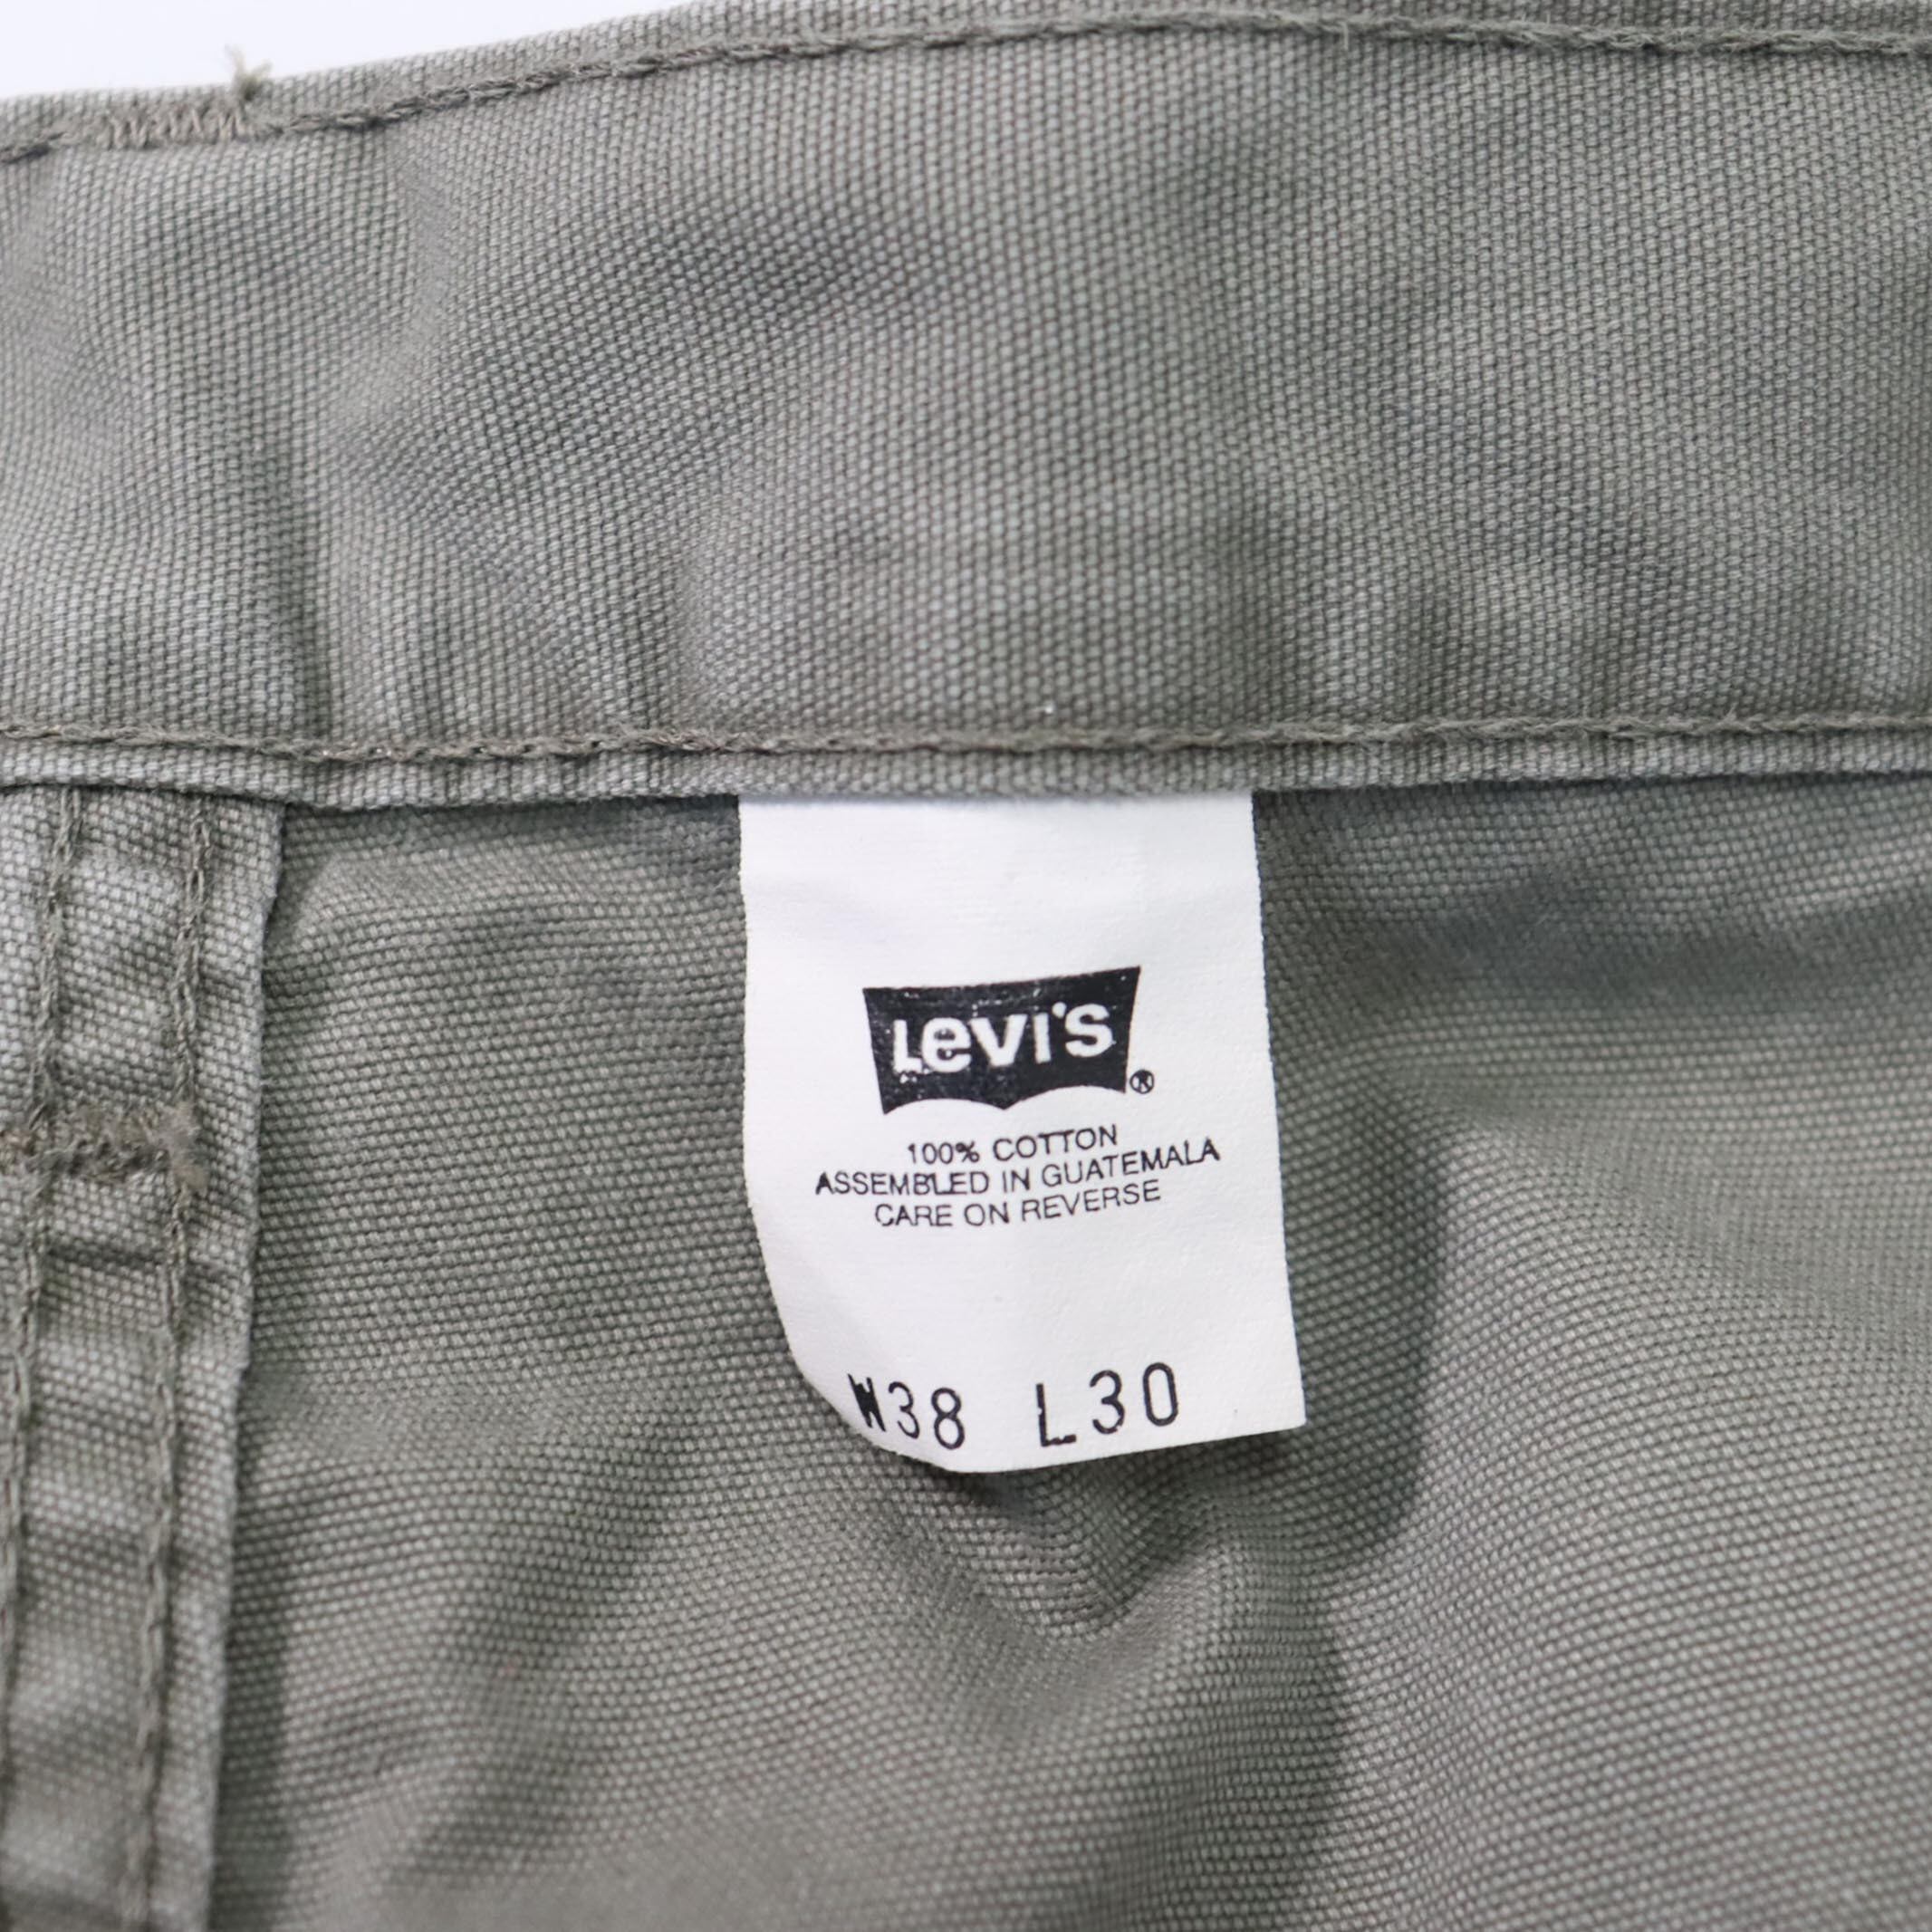 LEVI'S®
100% COTTON
ASSEMBLED IN GUATEMALA
CARE ON REVERSE
W38 L30